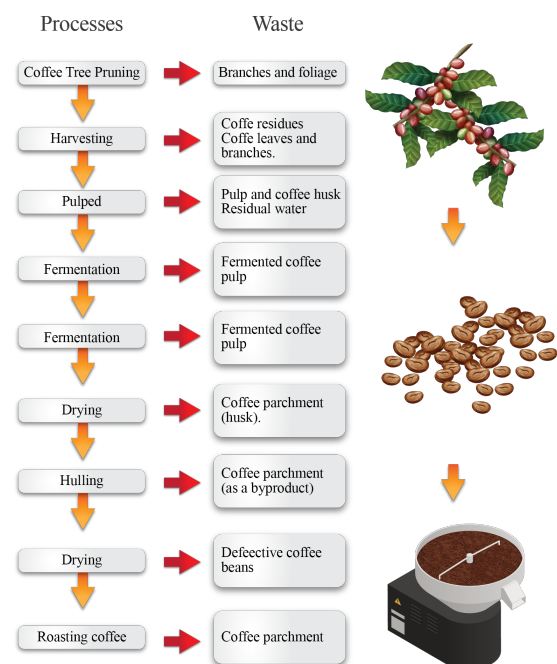 Processes
Waste
Coffee Tree Pruning
Branches and foliage
Harvesting
Coffe residues
Coffe leaves and
branches.
Pulped
Pulp and coffee husk
Residual water
Fermentation
Fermented coffee
pulp
Fermentation
Fermented coffee
pulp
Drying
Coffee parchment
(husk).
Hulling
Coffee parchment
(as a byproduct)
Drying
Defeective coffee
beans
Roasting coffee
Coffee parchment